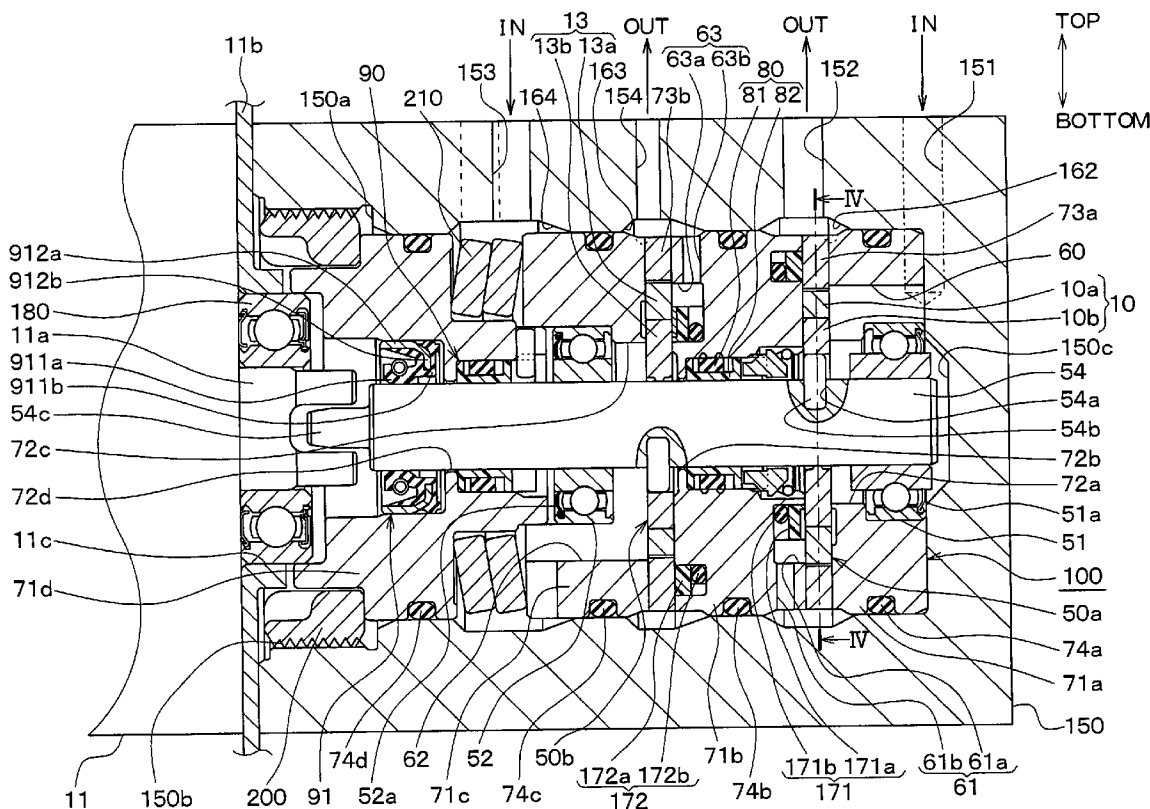 IN OUT OUT IN TOP
13 63
11b 90 153 13b 13a 163 63a 63b 80 152 151
150a 210 164 154 73b 81 82 BOTTOM
IV 162
73a
912a 60
912b 10a
180 10b 10
11a 150c
911a 54
911b 54a
54c 54b
72c 72b
72d 72a
51a
11c 51
71d 100
50a
IV
74a
71a
150
74d 62 52 50b 71b 171b 171a 61b 61a
172a 172b 171 61
11 150b 200 91 52a 71c 74c 172 74b